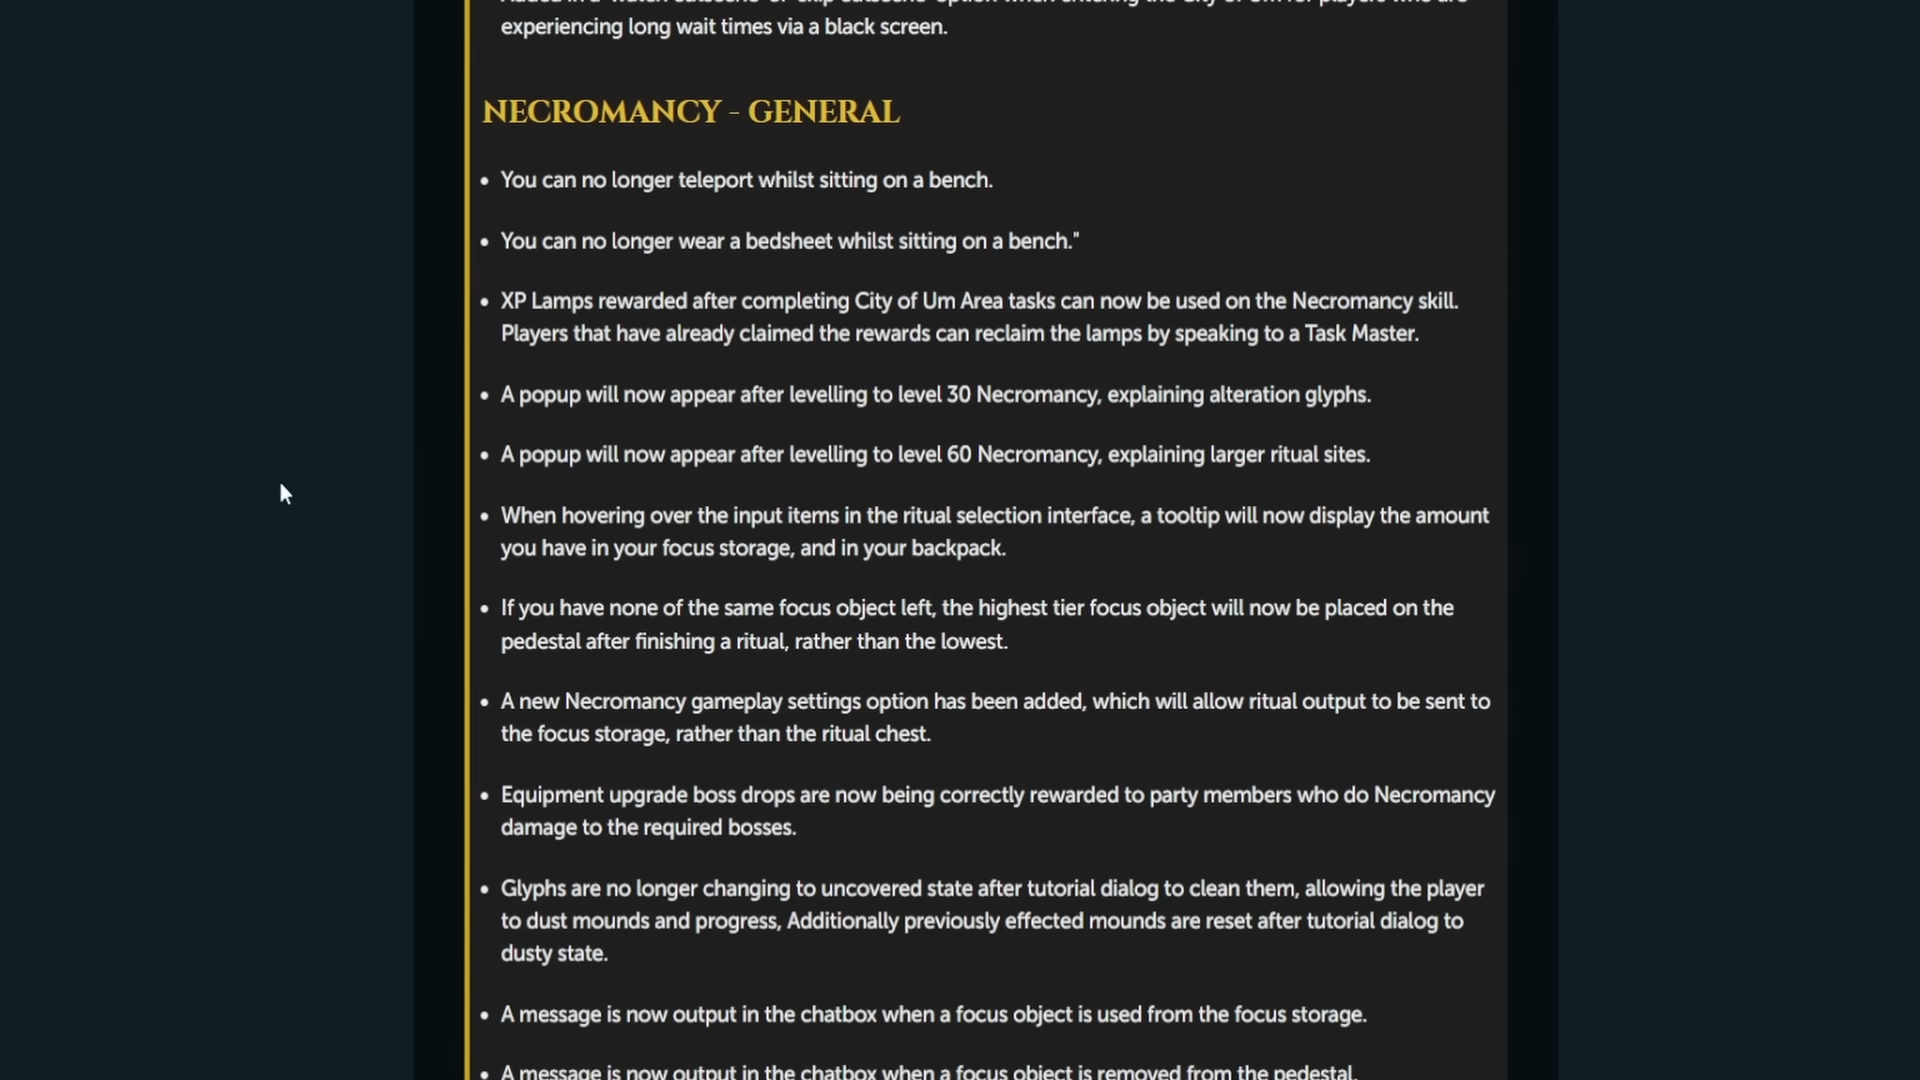 experiencing long wait times via a black screen.
NECROMANCY - GENERAL
• You can no longer teleport whilst sitting on a bench.
• You can no longer wear a bedsheet whilst sitting on a bench."
• XP Lamps rewarded after completing City of Um Area tasks can now be used on the Necromancy skill.
Players that have already claimed the rewards can reclaim the lamps by speaking to a Task Master.
• A popup will now appear after levelling to level 30 Necromancy, explaining alteration glyphs.
• A popup will now appear after levelling to level 60 Necromancy, explaining larger ritual sites.
• When hovering over the input items in the ritual selection interface, a tooltip will now display the amount
you have in your focus storage, and in your backpack.
• If you have none of the same focus object left, the highest tier focus object will now be placed on the
pedestal after finishing a ritual, rather than the lowest.
• A new Necromancy gameplay settings option has been added, which will allow ritual output to be sent to
the focus storage, rather than the ritual chest.
• Equipment upgrade boss drops are now being correctly rewarded to party members who do Necromancy
damage to the required bosses.
• Glyphs are no longer changing to uncovered state after tutorial dialog to clean them, allowing the player
to dust mounds and progress, Additionally previously effected mounds are reset after tutorial dialog to
dusty state.
• A message is now output in the chatbox when a focus object is used from the focus storage.
• A message is now output in the chatbox when a focus object is removed from the pedestal.